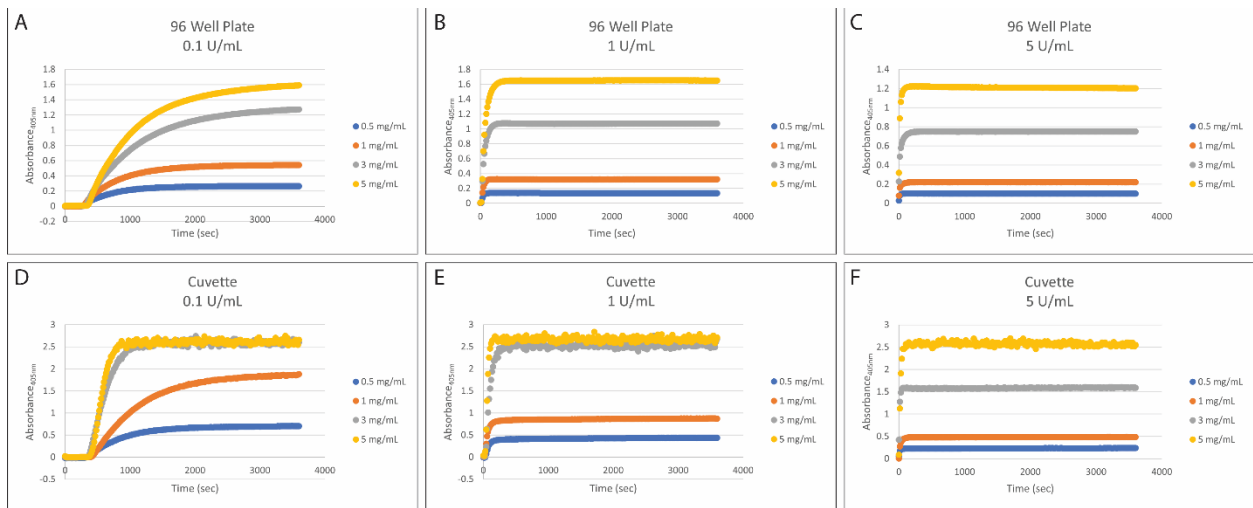 A
96 Well Plate
0.1 U/mL
Absorbance405nm
1.8
1.6
1.4
1.2
1
0.8
0.6
0.4
0.2
0
-0.2
0
1000
2000
3000
4000
Time (sec)
0.5 mg/mL
1 mg/mL
3 mg/mL
5 mg/mL
B
96 Well Plate
1 U/mL
Absorbance405nm
1.8
1.6
1.4
1.2
1
0.8
0.6
0.4
0.2
0
0
1000
2000
3000
4000
Time (sec)
0.5 mg/mL
1 mg/mL
3 mg/mL
5 mg/mL
C
96 Well Plate
5 U/mL
Absorbance405nm
1.4
1.2
1
0.8
0.6
0.4
0.2
0
0
1000
2000
3000
4000
Time (sec)
0.5 mg/mL
1 mg/mL
3 mg/mL
5 mg/mL
D
Cuvette
0.1 U/mL
Absorbance405nm
3
2.5
2
1.5
1
0.5
0
-0.5
0
1000
2000
3000
4000
Time (sec)
0.5 mg/mL
1 mg/mL
3 mg/mL
5 mg/mL
E
Cuvette
1 U/mL
Absorbance405nm
3
2.5
2
1.5
1
0.5
0
-0.5
0
1000
2000
3000
4000
Time (sec)
0.5 mg/mL
1 mg/mL
3 mg/mL
5 mg/mL
F
Cuvette
5 U/mL
Absorbance405nm
3
2.5
2
1.5
1
0.5
0
0
1000
2000
3000
4000
Time (sec)
0.5 mg/mL
1 mg/mL
3 mg/mL
5 mg/mL